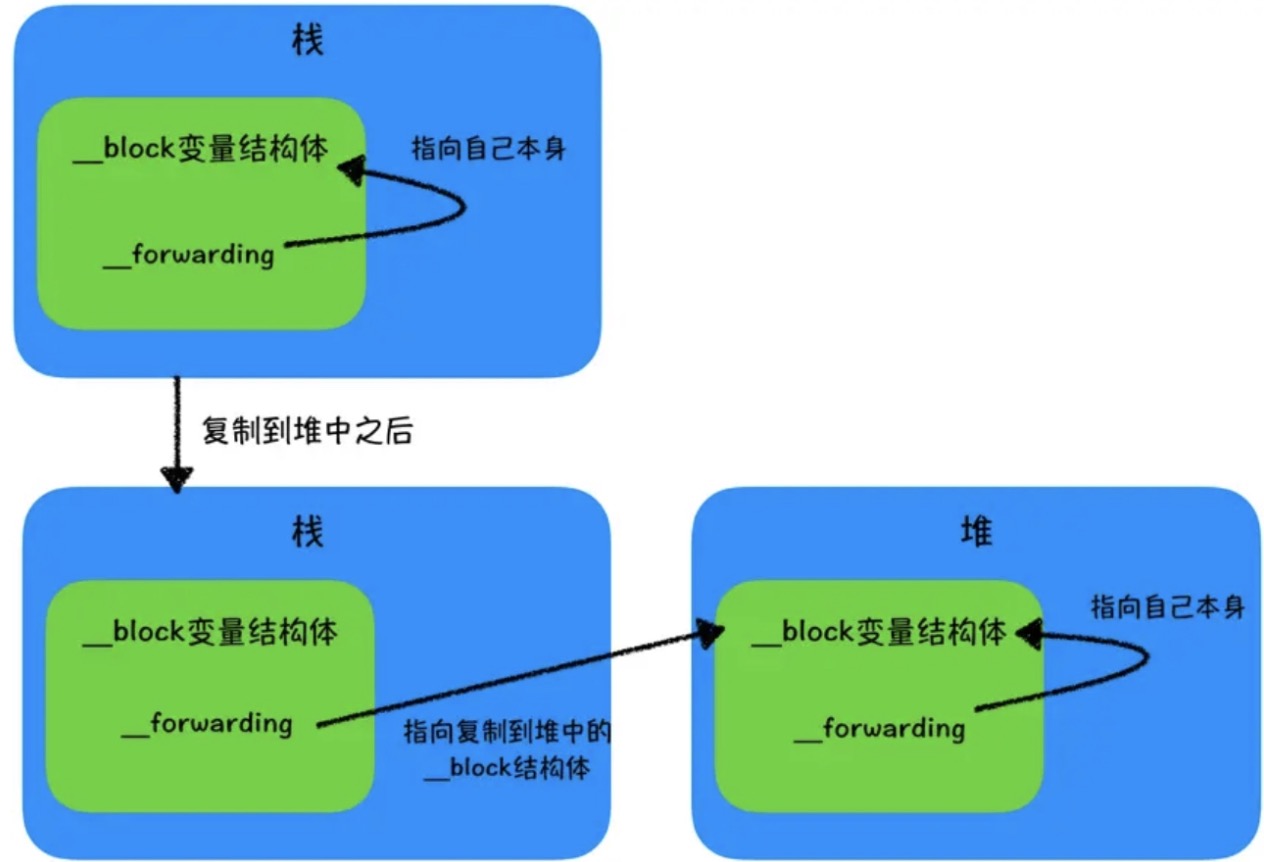 栈
__block变量结构体
指向自己本身
__forwarding
复制到堆中之后
栈
__block变量结构体
__forwarding
指向复制到堆中的
__block结构体
堆
指向自己本身
__block变量结构体
__forwarding